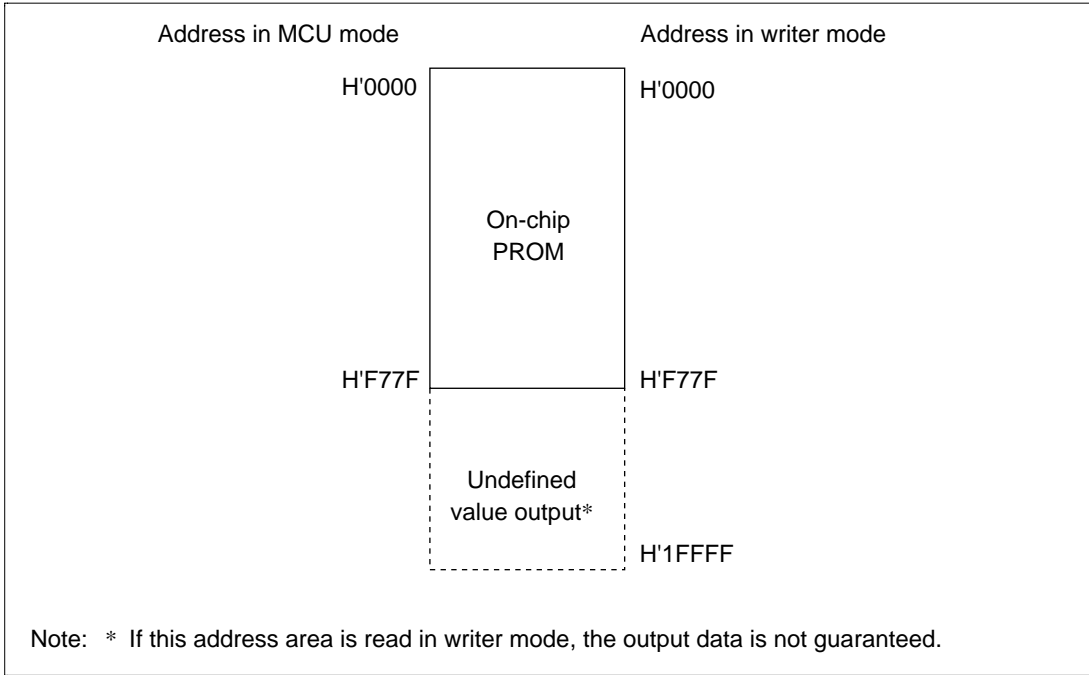 Address in MCU mode
Address in writer mode
H'0000
H'0000
On-chip
PROM
H'F77F
H'F77F
Undefined
value output*
H'1FFFF
Note: * If this address area is read in writer mode, the output data is not guaranteed.